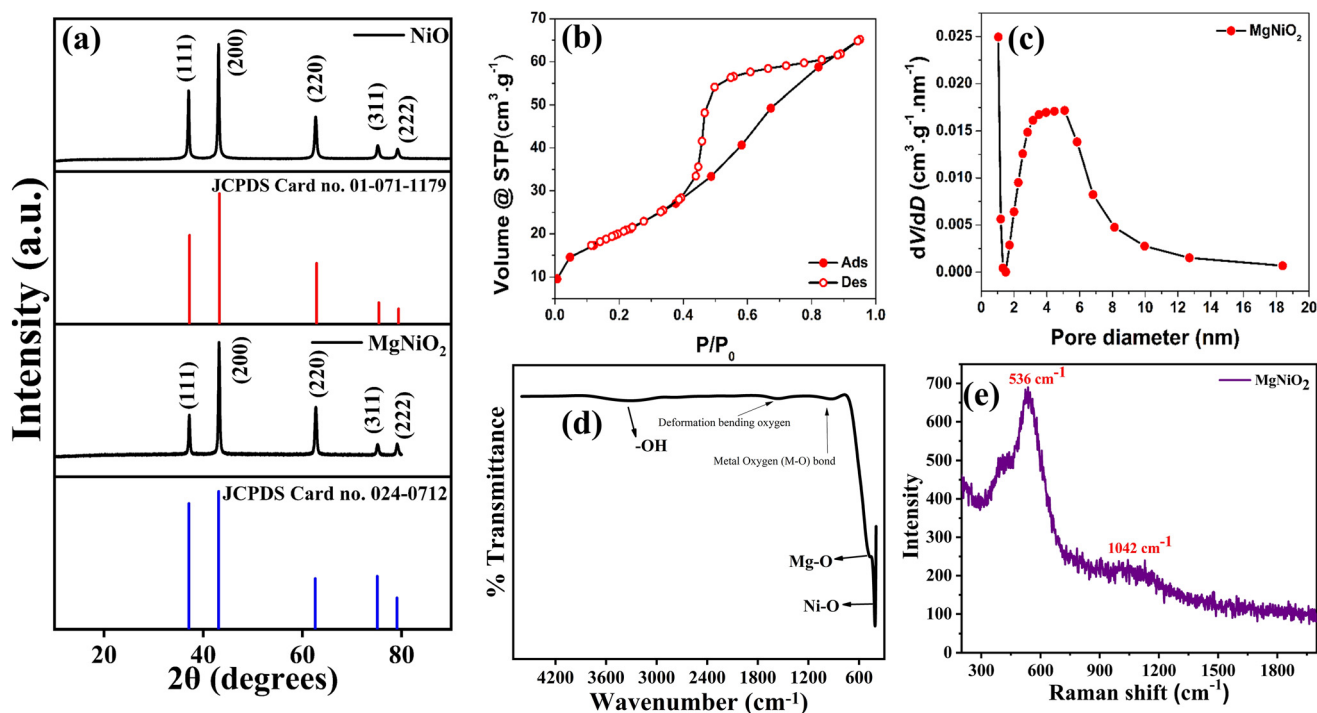 (a)
NiO
(111)
(200)
(220)
(311)
(222)
JCPDS Card no. 01-071-1179
MgNiO₂
(111)
(200)
(220)
(311)
(222)
JCPDS Card no. 024-0712
Intensity (a.u.)
20 40 60 80
2θ (degrees)
(b)
70
60
50
40
30
20
10
Volume @ STP(cm³.g⁻¹)
Ads
Des
0.0 0.2 0.4 0.6 0.8 1.0
P/P₀
(c)
MgNiO₂
0.025
0.020
0.015
0.010
0.005
0.000
dV/dD (cm³.g⁻¹.nm⁻¹)
0 2 4 6 8 10 12 14 16 18 20
Pore diameter (nm)
(d)
-OH
Deformation bending oxygen
Metal Oxygen (M-O) bond
Mg-O
Ni-O
% Transmittance
4200 3600 3000 2400 1800 1200 600
Wavenumber (cm⁻¹)
(e)
536 cm⁻¹
MgNiO₂
1042 cm⁻¹
700
600
500
400
300
200
100
0
Intensity
300 600 900 1200 1500 1800
Raman shift (cm⁻¹)